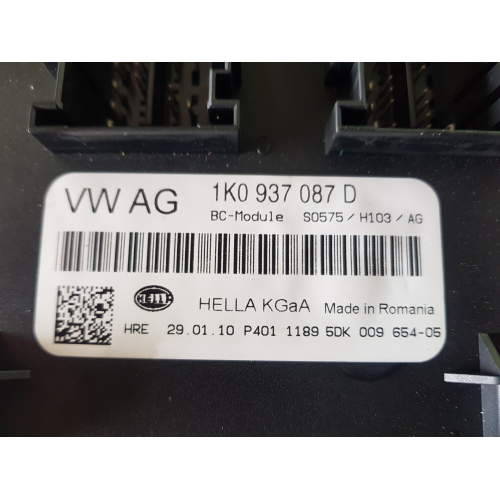 VW AG 1K0 937 087 D
BC-Module S0575 / H103 / AG
HELLA HELLA KGaA Made in Romania
HRE 29.01.10 P401 1189 5DK 009 654-05